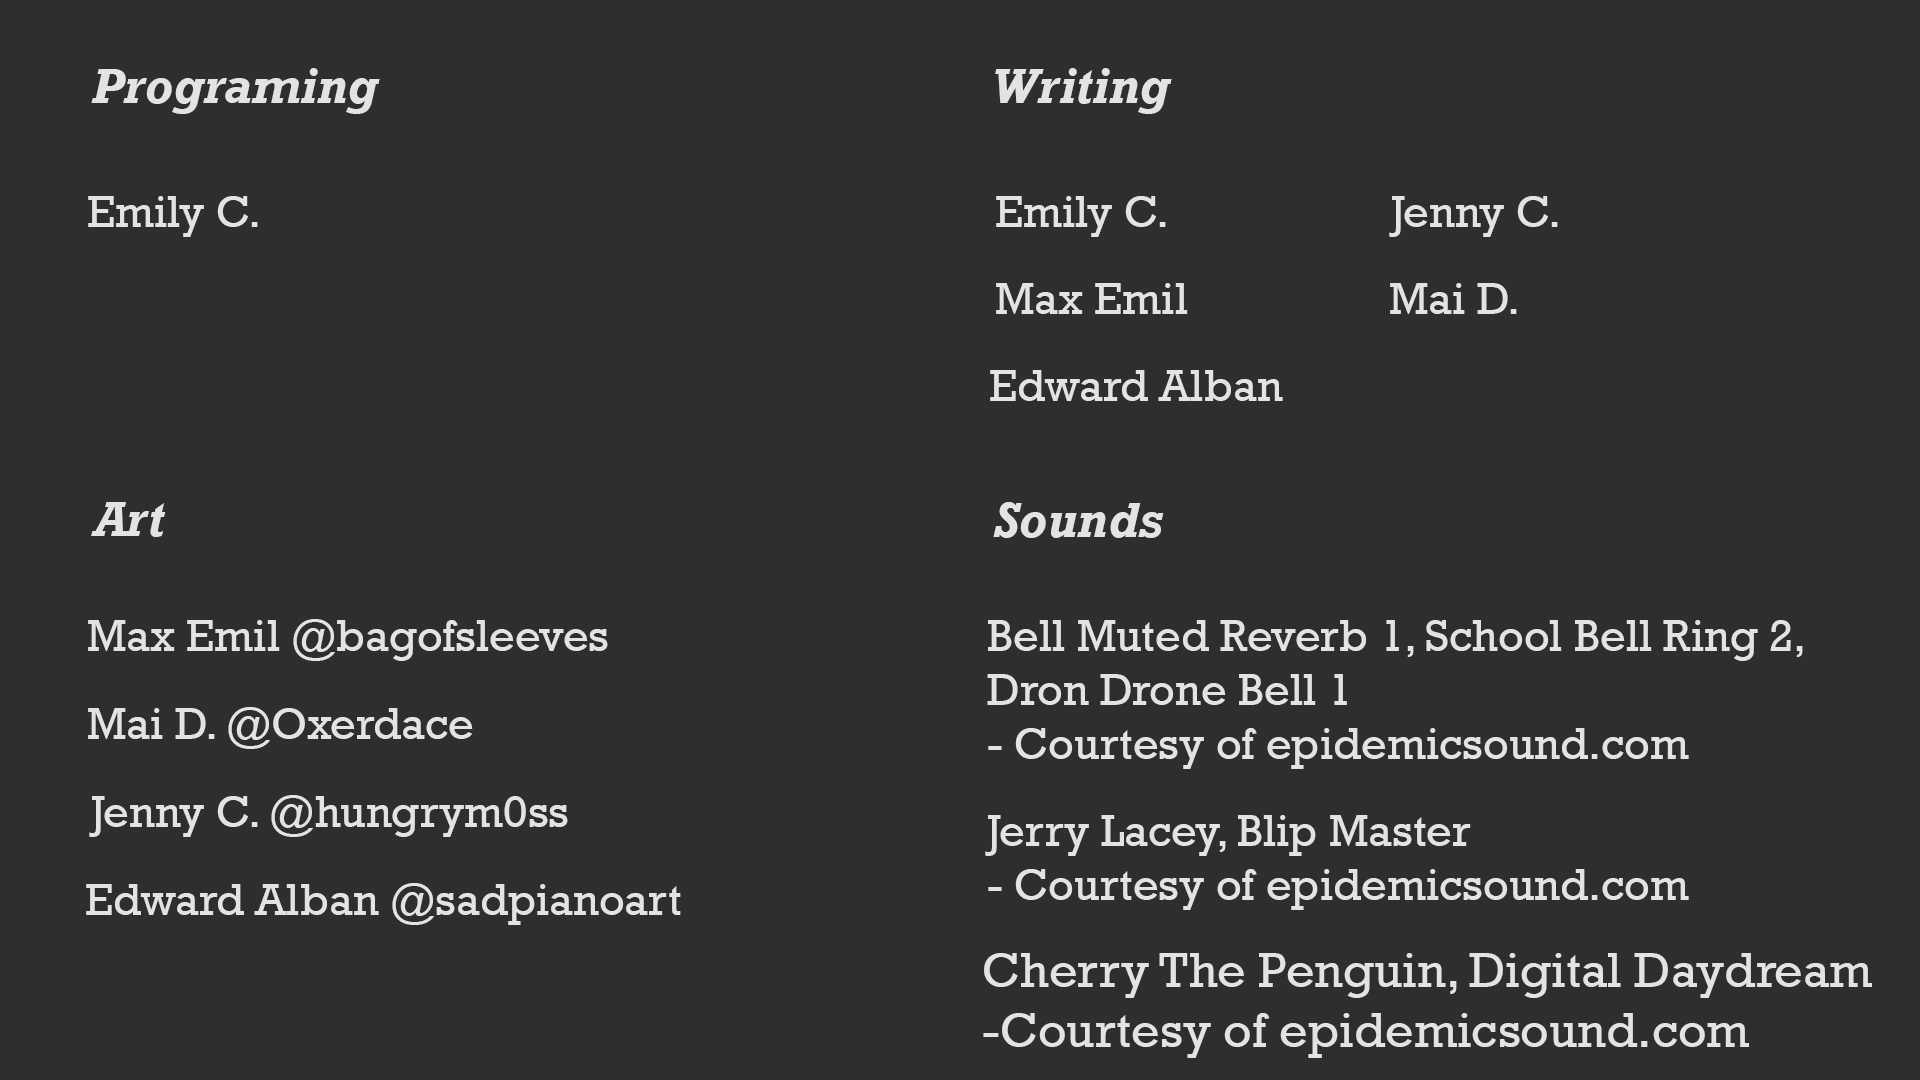 Programing
Emily C.
Writing
Emily C.
Jenny C.
Max Emil
Mai D.
Edward Alban
Art
Max Emil @bagofsleeves
Mai D. @Oxerdace
Jenny C. @hungrym0ss
Edward Alban @sadpianoart
Sounds
Bell Muted Reverb 1, School Bell Ring 2,
Dron Drone Bell 1
- Courtesy of epidemicsound.com
Jerry Lacey, Blip Master
- Courtesy of epidemicsound.com
Cherry The Penguin, Digital Daydream
-Courtesy of epidemicsound.com